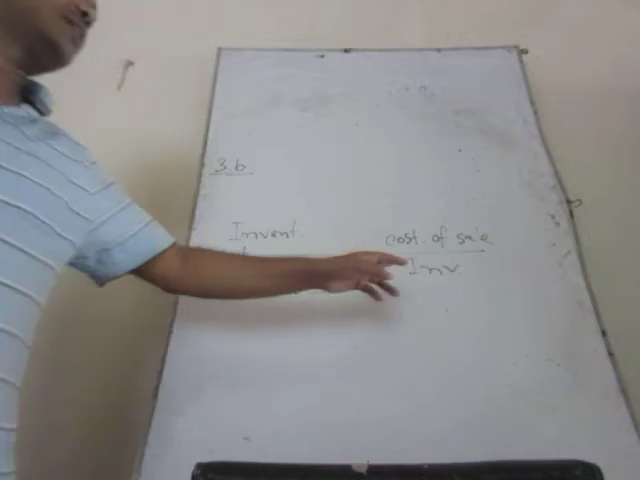 3.b
Invent
cost of sale
Inv.